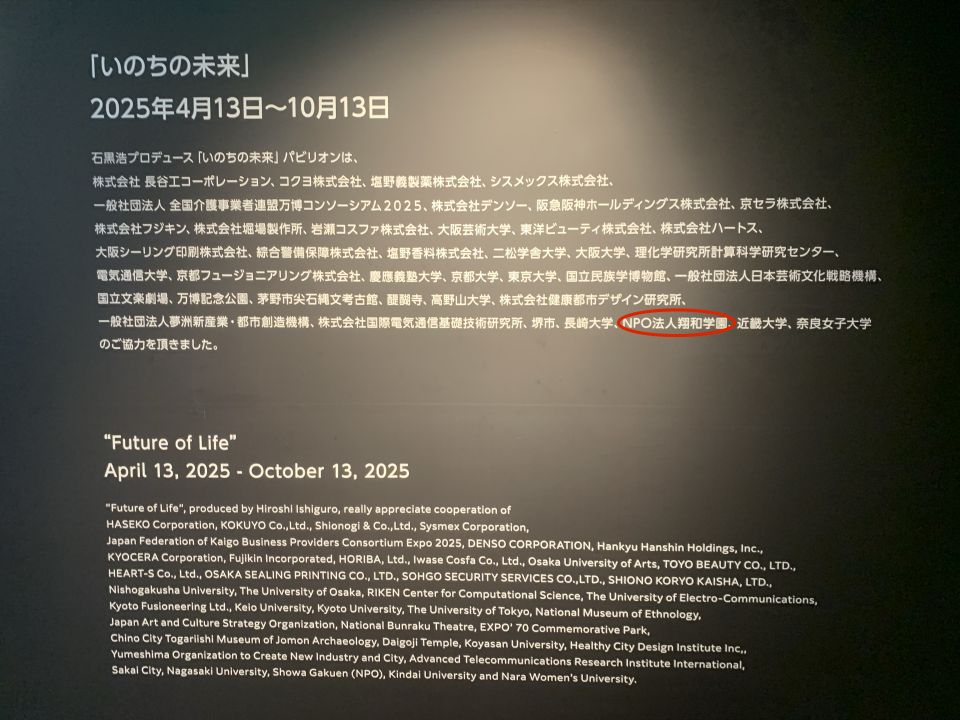 「いのちの未来」
2025年4月13日〜10月13日
石黒浩プロデュース「いのちの未来」パビリオンは、
株式会社 長谷工コーポレーション、コクヨ株式会社、塩野義製薬株式会社、シスメックス株式会社、
一般社団法人 全国介護事業者連盟万博コンソーシアム2025、株式会社デンソー、阪急阪神ホールディングス株式会社、京セラ株式会社、
株式会社フジキン、株式会社堀場製作所、岩瀬コスファ株式会社、大阪芸術大学、東洋ビューティ株式会社、株式会社ハートス、
大阪シーリング印刷株式会社、綜合警備保障株式会社、塩野香料株式会社、二松学舎大学、大阪大学、理化学研究所計算科学研究センター、
電気通信大学、京都フュージョニアリング株式会社、慶應義塾大学、京都大学、東京大学、国立民族学博物館、一般社団法人日本芸術文化戦略機構、
国立文楽劇場、万博記念公園、茅野市尖石縄文考古館、醍醐寺、高野山大学、株式会社健康都市デザイン研究所、
一般社団法人夢洲新産業・都市創造機構、株式会社国際電気通信基礎技術研究所、堺市、長崎大学、NPO法人翔和学園、近畿大学、奈良女子大学
のご協力を頂きました。
“Future of Life”
April 13, 2025 - October 13, 2025
"Future of Life", produced by Hiroshi Ishiguro, really appreciate cooperation of
HASEKO Corporation, KOKUYO Co.,Ltd., Shionogi & Co.,Ltd., Sysmex Corporation,
Japan Federation of Kaigo Business Providers Consortium Expo 2025, DENSO CORPORATION, Hankyu Hanshin Holdings, Inc.,
KYOCERA Corporation, Fujikin Incorporated, HORIBA, Ltd., Iwase Cosfa Co., Ltd., Osaka University of Arts, TOYO BEAUTY CO., LTD.,
HEART-S Co., Ltd., OSAKA SEALING PRINTING CO., LTD., SOHGO SECURITY SERVICES CO.,LTD., SHIONO KORYO KAISHA, LTD.,
Nishogakusha University, The University of Osaka, RIKEN Center for Computational Science, The University of Electro-Communications,
Kyoto Fusioneering Ltd., Keio University, Kyoto University, The University of Tokyo, National Museum of Ethnology,
Japan Art and Culture Strategy Organization, National Bunraku Theatre, EXPO' 70 Commemorative Park,
Chino City Togariishi Museum of Jomon Archaeology, Daigoji Temple, Koyasan University, Healthy City Design Institute Inc,,
Yumeshima Organization to Create New Industry and City, Advanced Telecommunications Research Institute International,
Sakai City, Nagasaki University, Showa Gakuen (NPO), Kindai University and Nara Women's University.